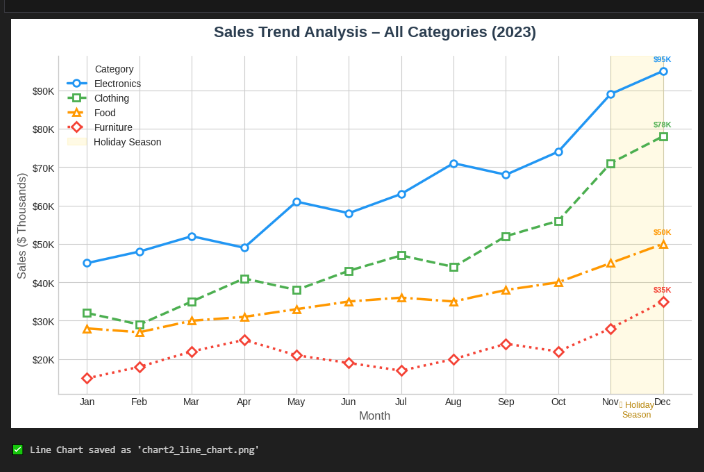 Sales Trend Analysis – All Categories (2023)
Category
Electronics
Clothing
Food
Furniture
Holiday Season
Sales ($ Thousands)
$90K
$80K
$70K
$60K
$50K
$40K
$30K
$20K
$95K
$78K
$50K
$35K
Jan Feb Mar Apr May Jun Jul Aug Sep Oct Nov Dec
Holiday
Season
Month
✅ Line Chart saved as 'chart2_line_chart.png'